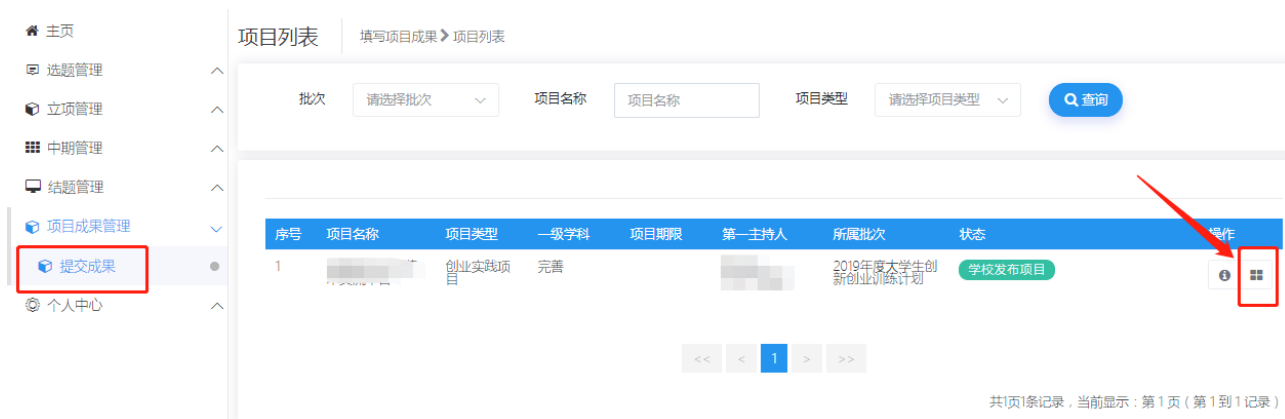 主页
选题管理
立项管理
中期管理
结题管理
项目成果管理
提交成果
个人中心
项目列表 填写项目成果 项目列表
批次 请选择批次 项目名称 项目名称 项目类型 请选择项目类型 查询
序号 项目名称 项目类型 一级学科 项目期限 第一主持人 所属批次 状态 操作
1 创业实践项 完善 2019年度大学生创 学校发布项目
目 新创业训练计划
<< < 1 > >>
共1页1条记录，当前显示：第1页（第1到1记录）